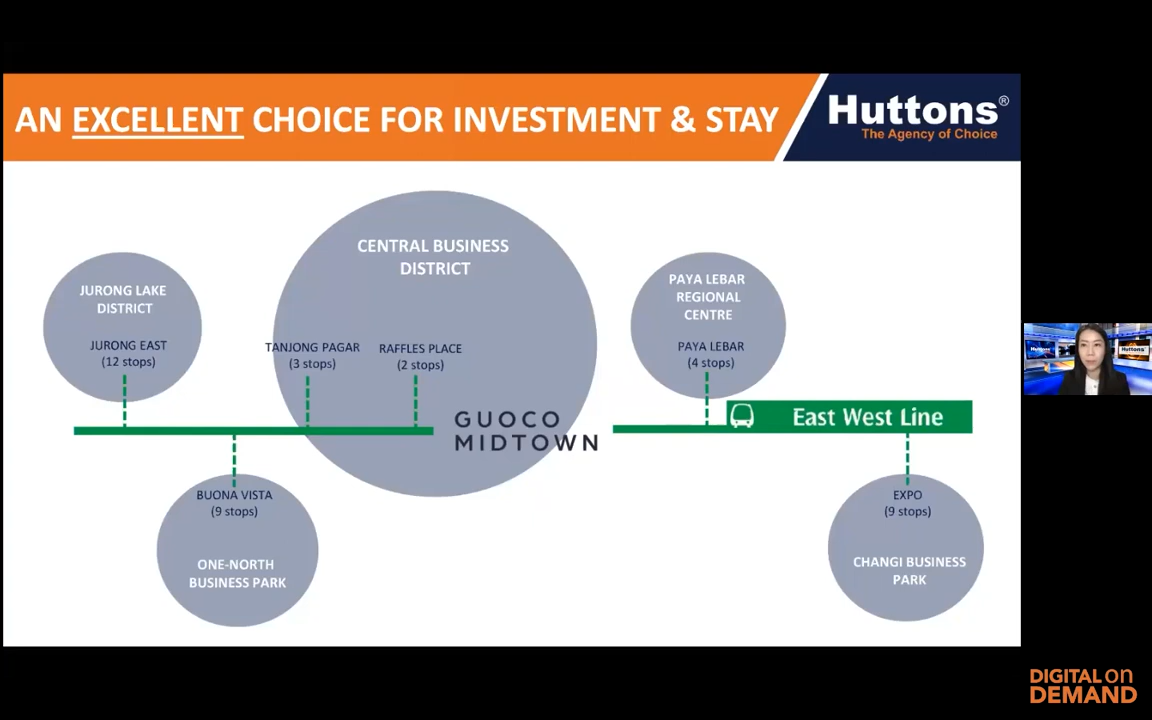 AN EXCELLENT CHOICE FOR INVESTMENT & STAY
Huttons®
The Agency of Choice
CENTRAL BUSINESS
DISTRICT
JURONG LAKE
DISTRICT
JURONG EAST
(12 stops)
TANJONG PAGAR
(3 stops)
RAFFLES PLACE
(2 stops)
PAYA LEBAR
REGIONAL
CENTRE
PAYA LEBAR
(4 stops)
GUOCO
MIDTOWN
East West Line
BUONA VISTA
(9 stops)
ONE-NORTH
BUSINESS PARK
EXPO
(9 stops)
CHANGI BUSINESS
PARK
Huttons
Huttons
DIGITAL on
DEMAND